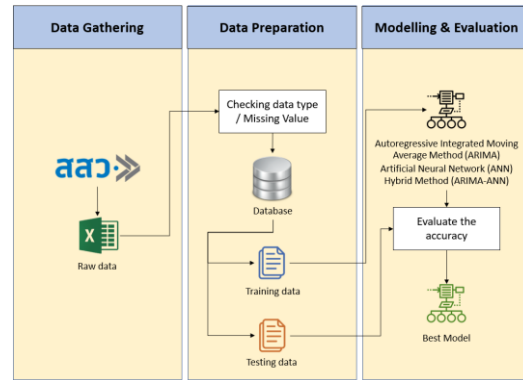 Data Gathering
Data Preparation
Modelling & Evaluation
Checking data type
/ Missing Value
สสว.
X
Raw data
Database
Training data
Testing data
Autoregressive Integrated Moving
Average Method (ARIMA)
Artificial Neural Network (ANN)
Hybrid Method (ARIMA-ANN)
Evaluate the
accuracy
Best Model